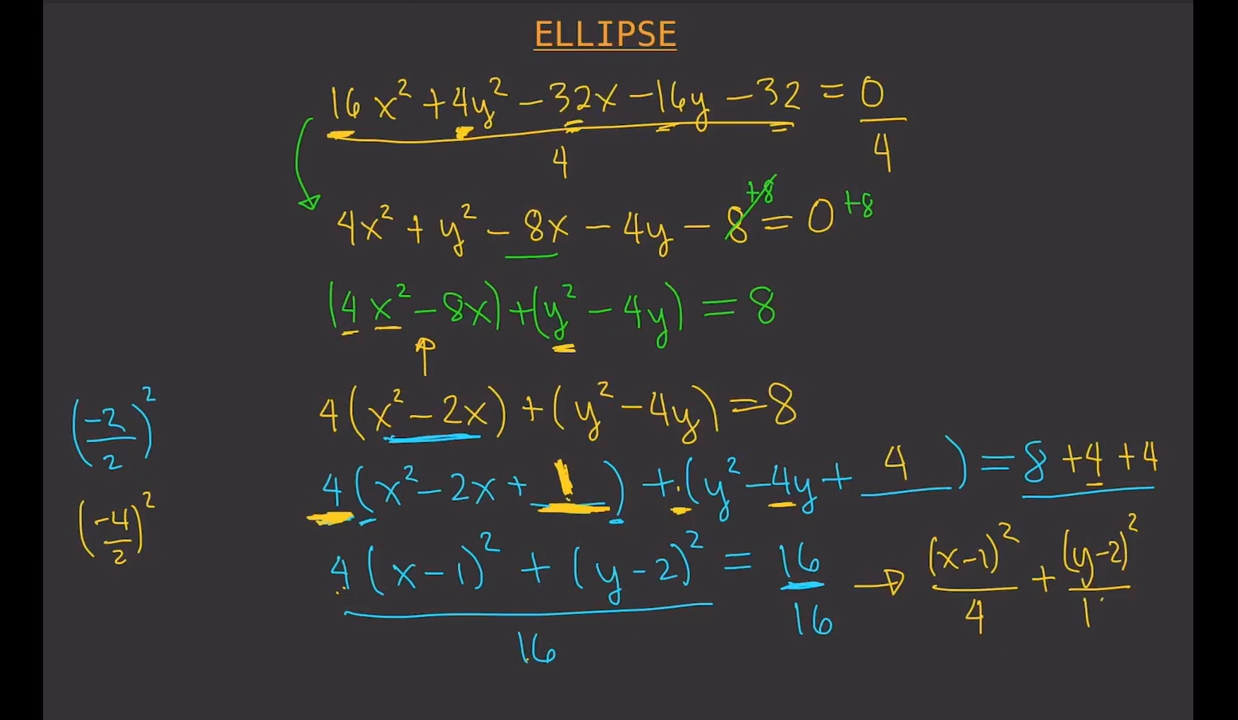 ELLIPSE
16x² + 4y² - 32x - 16y - 32 = 0
4 4
+8
4x² + y² - 8x - 4y - 8 = 0 +8
(4x² - 8x) + (y² - 4y) = 8
4(x² - 2x) + (y² - 4y) = 8
(-2/2)²
4(x² - 2x + 1) + (y² - 4y + 4) = 8 + 4 + 4
(-4/2)²
4(x - 1)² + (y - 2)² = 16 → (x-1)²/4 + (y-2)²/1
16 16